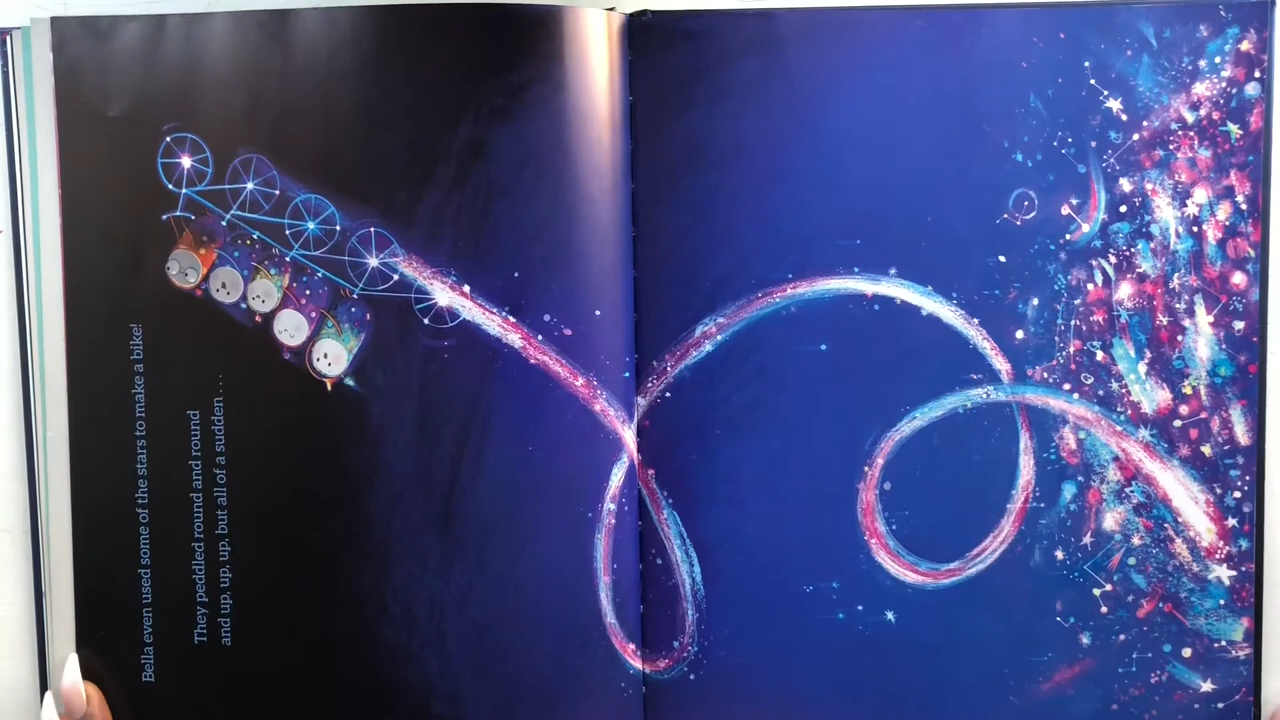 Bella even used some of the stars to make a bike!
They peddled round and round
and up, up, up, but all of a sudden . . .